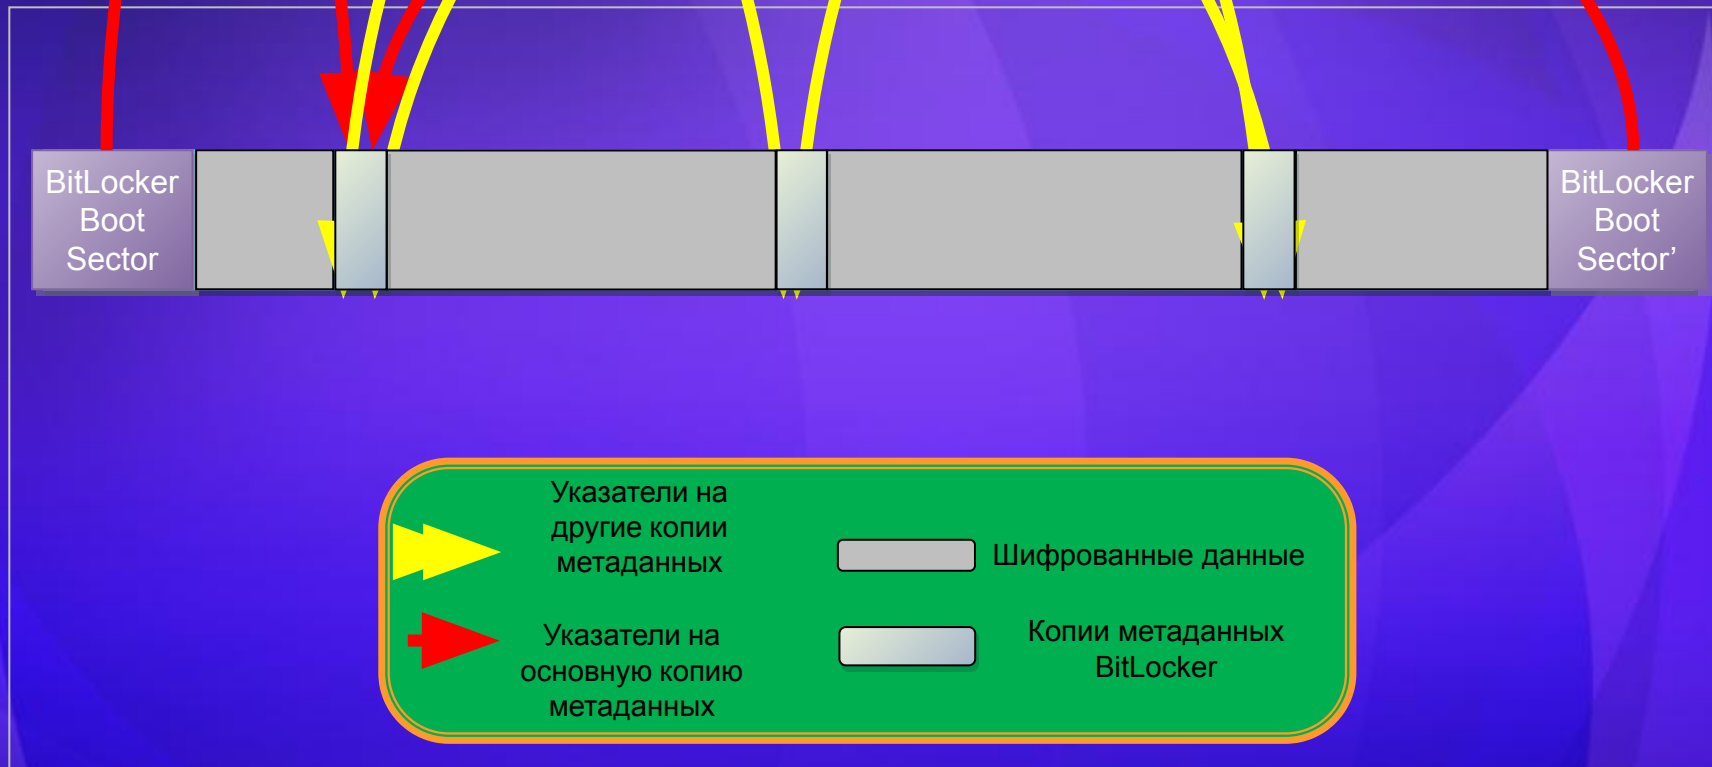 BitLocker
Boot
Sector
BitLocker
Boot
Sector’
Указатели на
другие копии
метаданных
Шифрованные данные
Указатели на
основную копию
метаданных
Копии метаданных
BitLocker